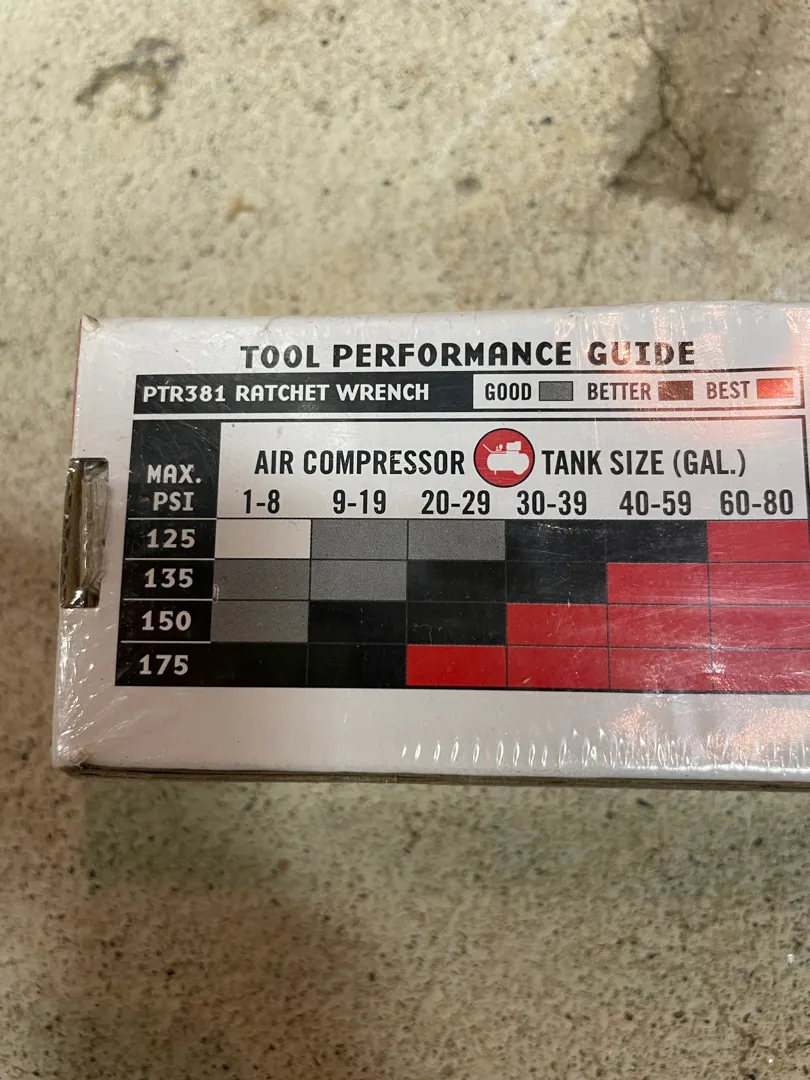 TOOL PERFORMANCE GUIDE
PTR381 RATCHET WRENCH GOOD BETTER BEST
AIR COMPRESSOR TANK SIZE (GAL.)
MAX.
PSI 1-8 9-19 20-29 30-39 40-59 60-80
125
135
150
175